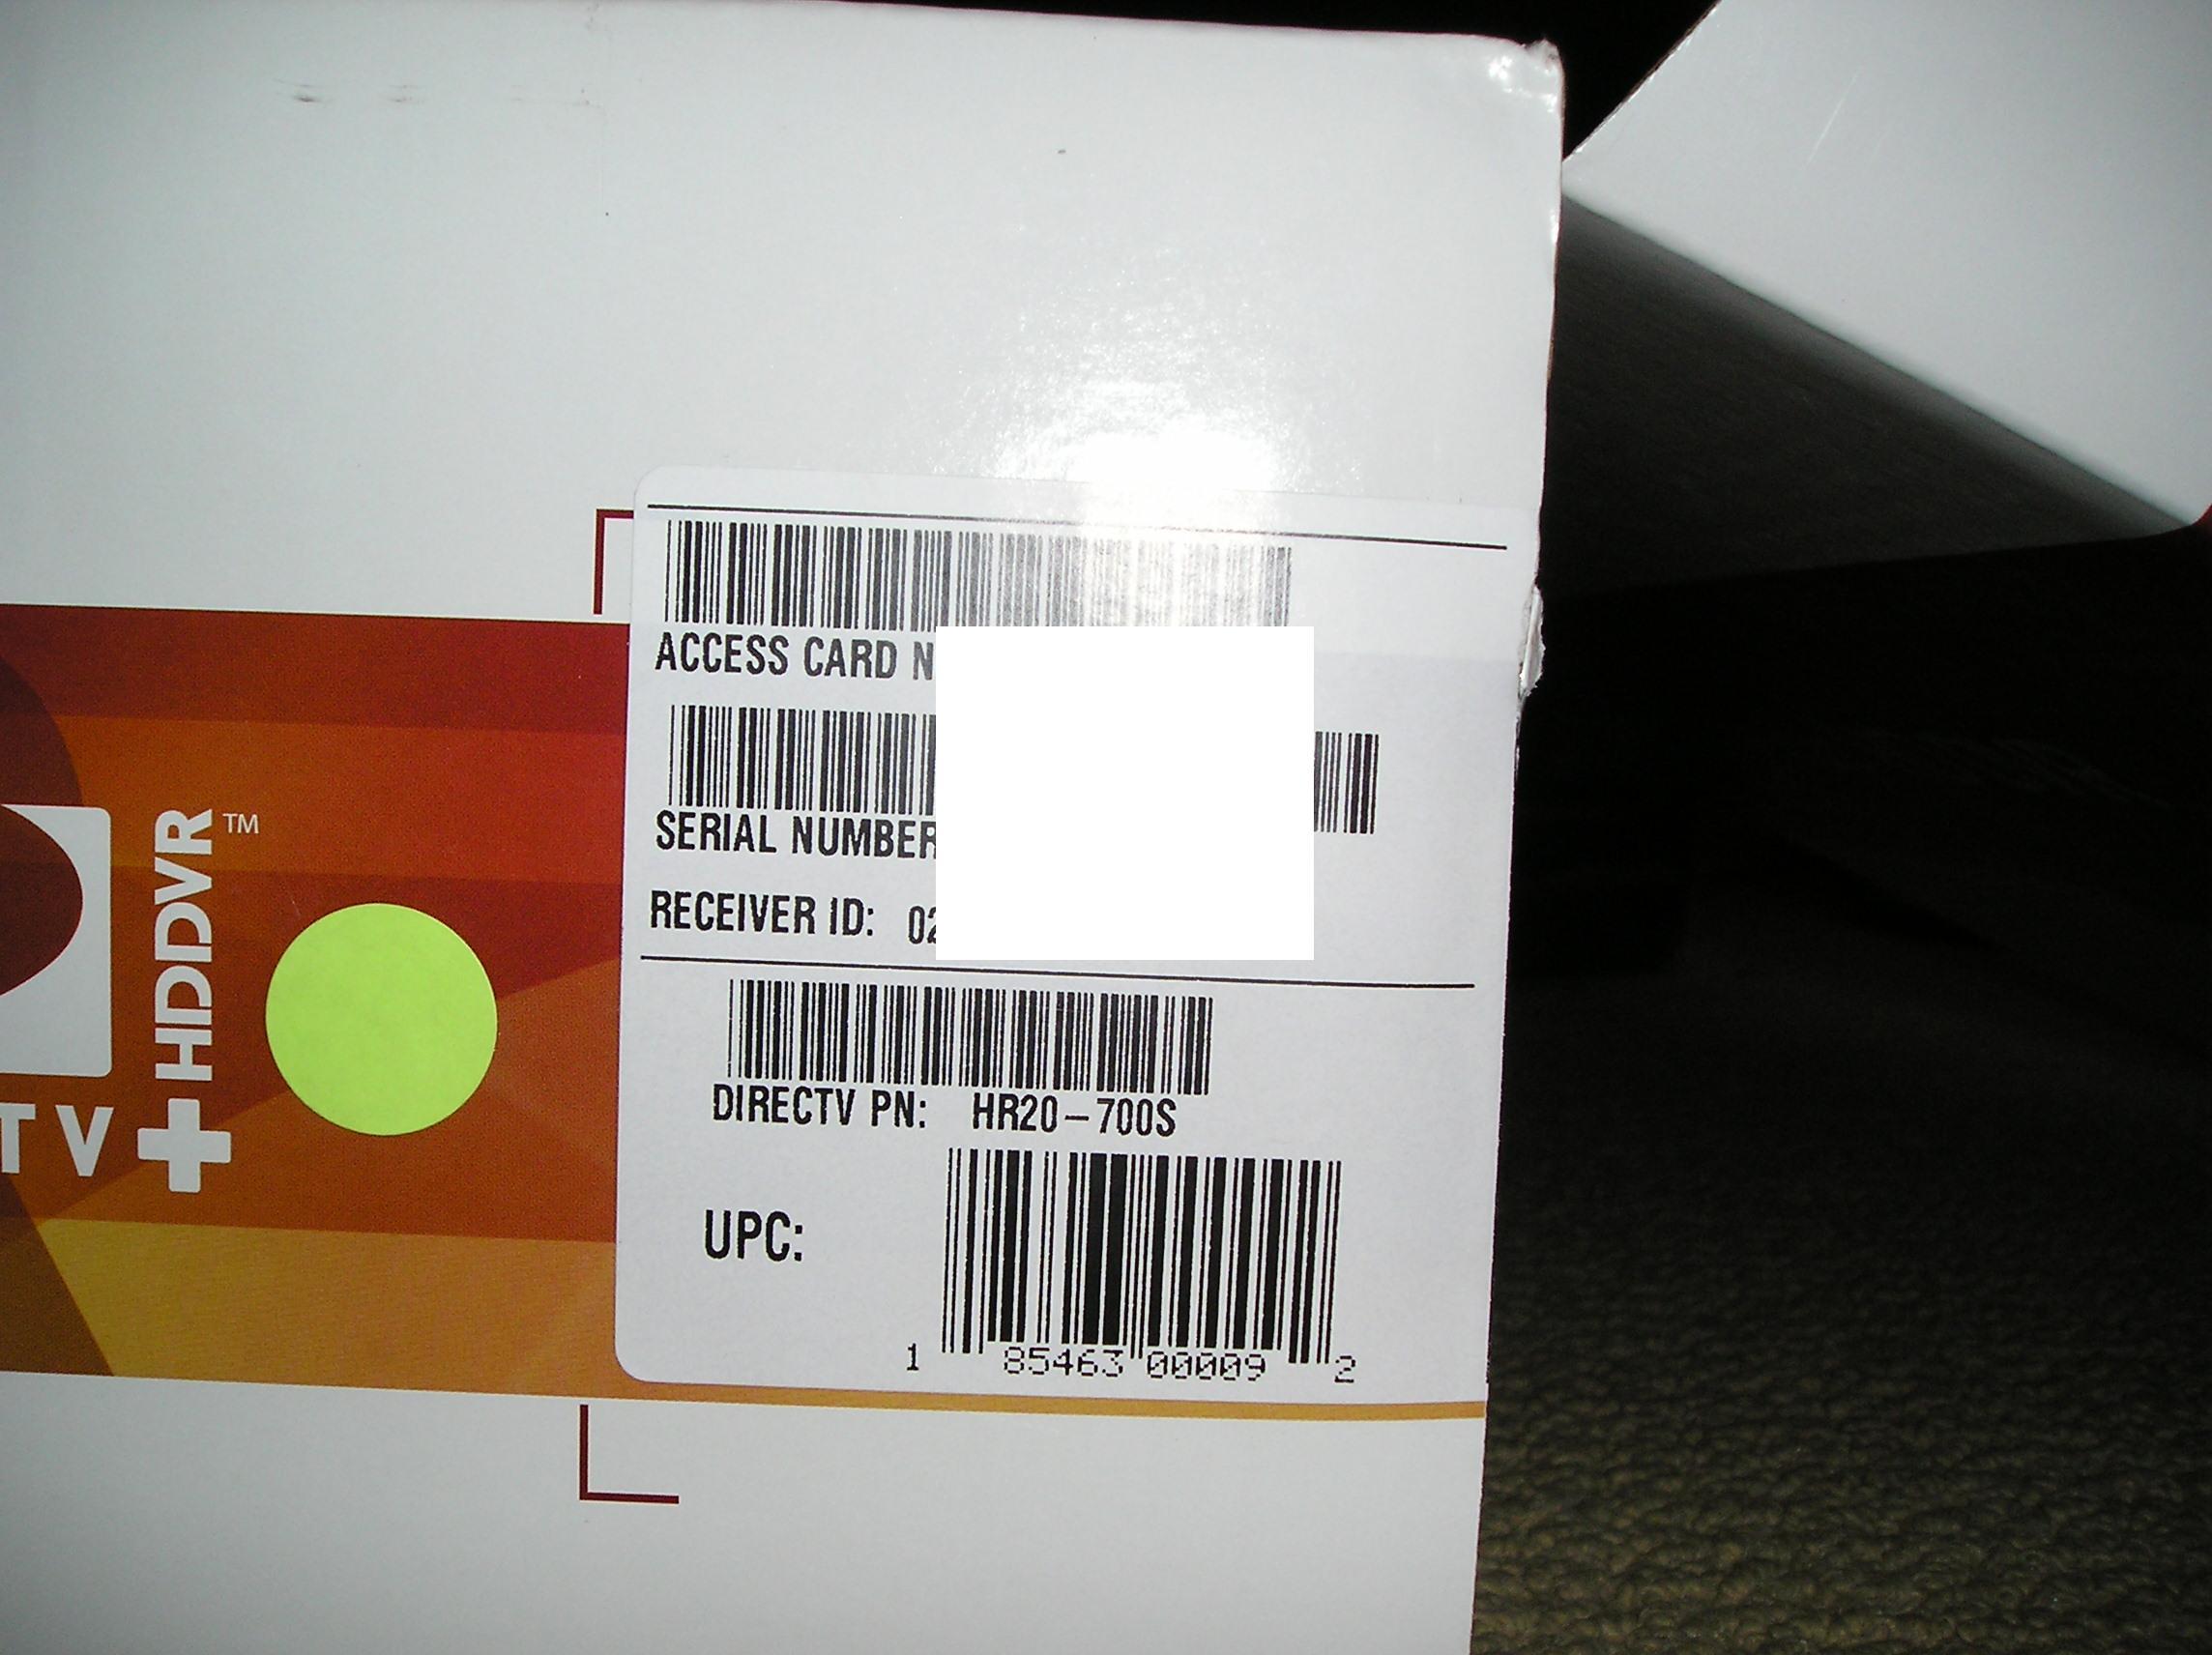 ACCESS CARD N
SERIAL NUMBER
RECEIVER ID: 02
DIRECTV PN: HR20-700S
UPC:
1 85463 00009 2
TV
+HDDVR™